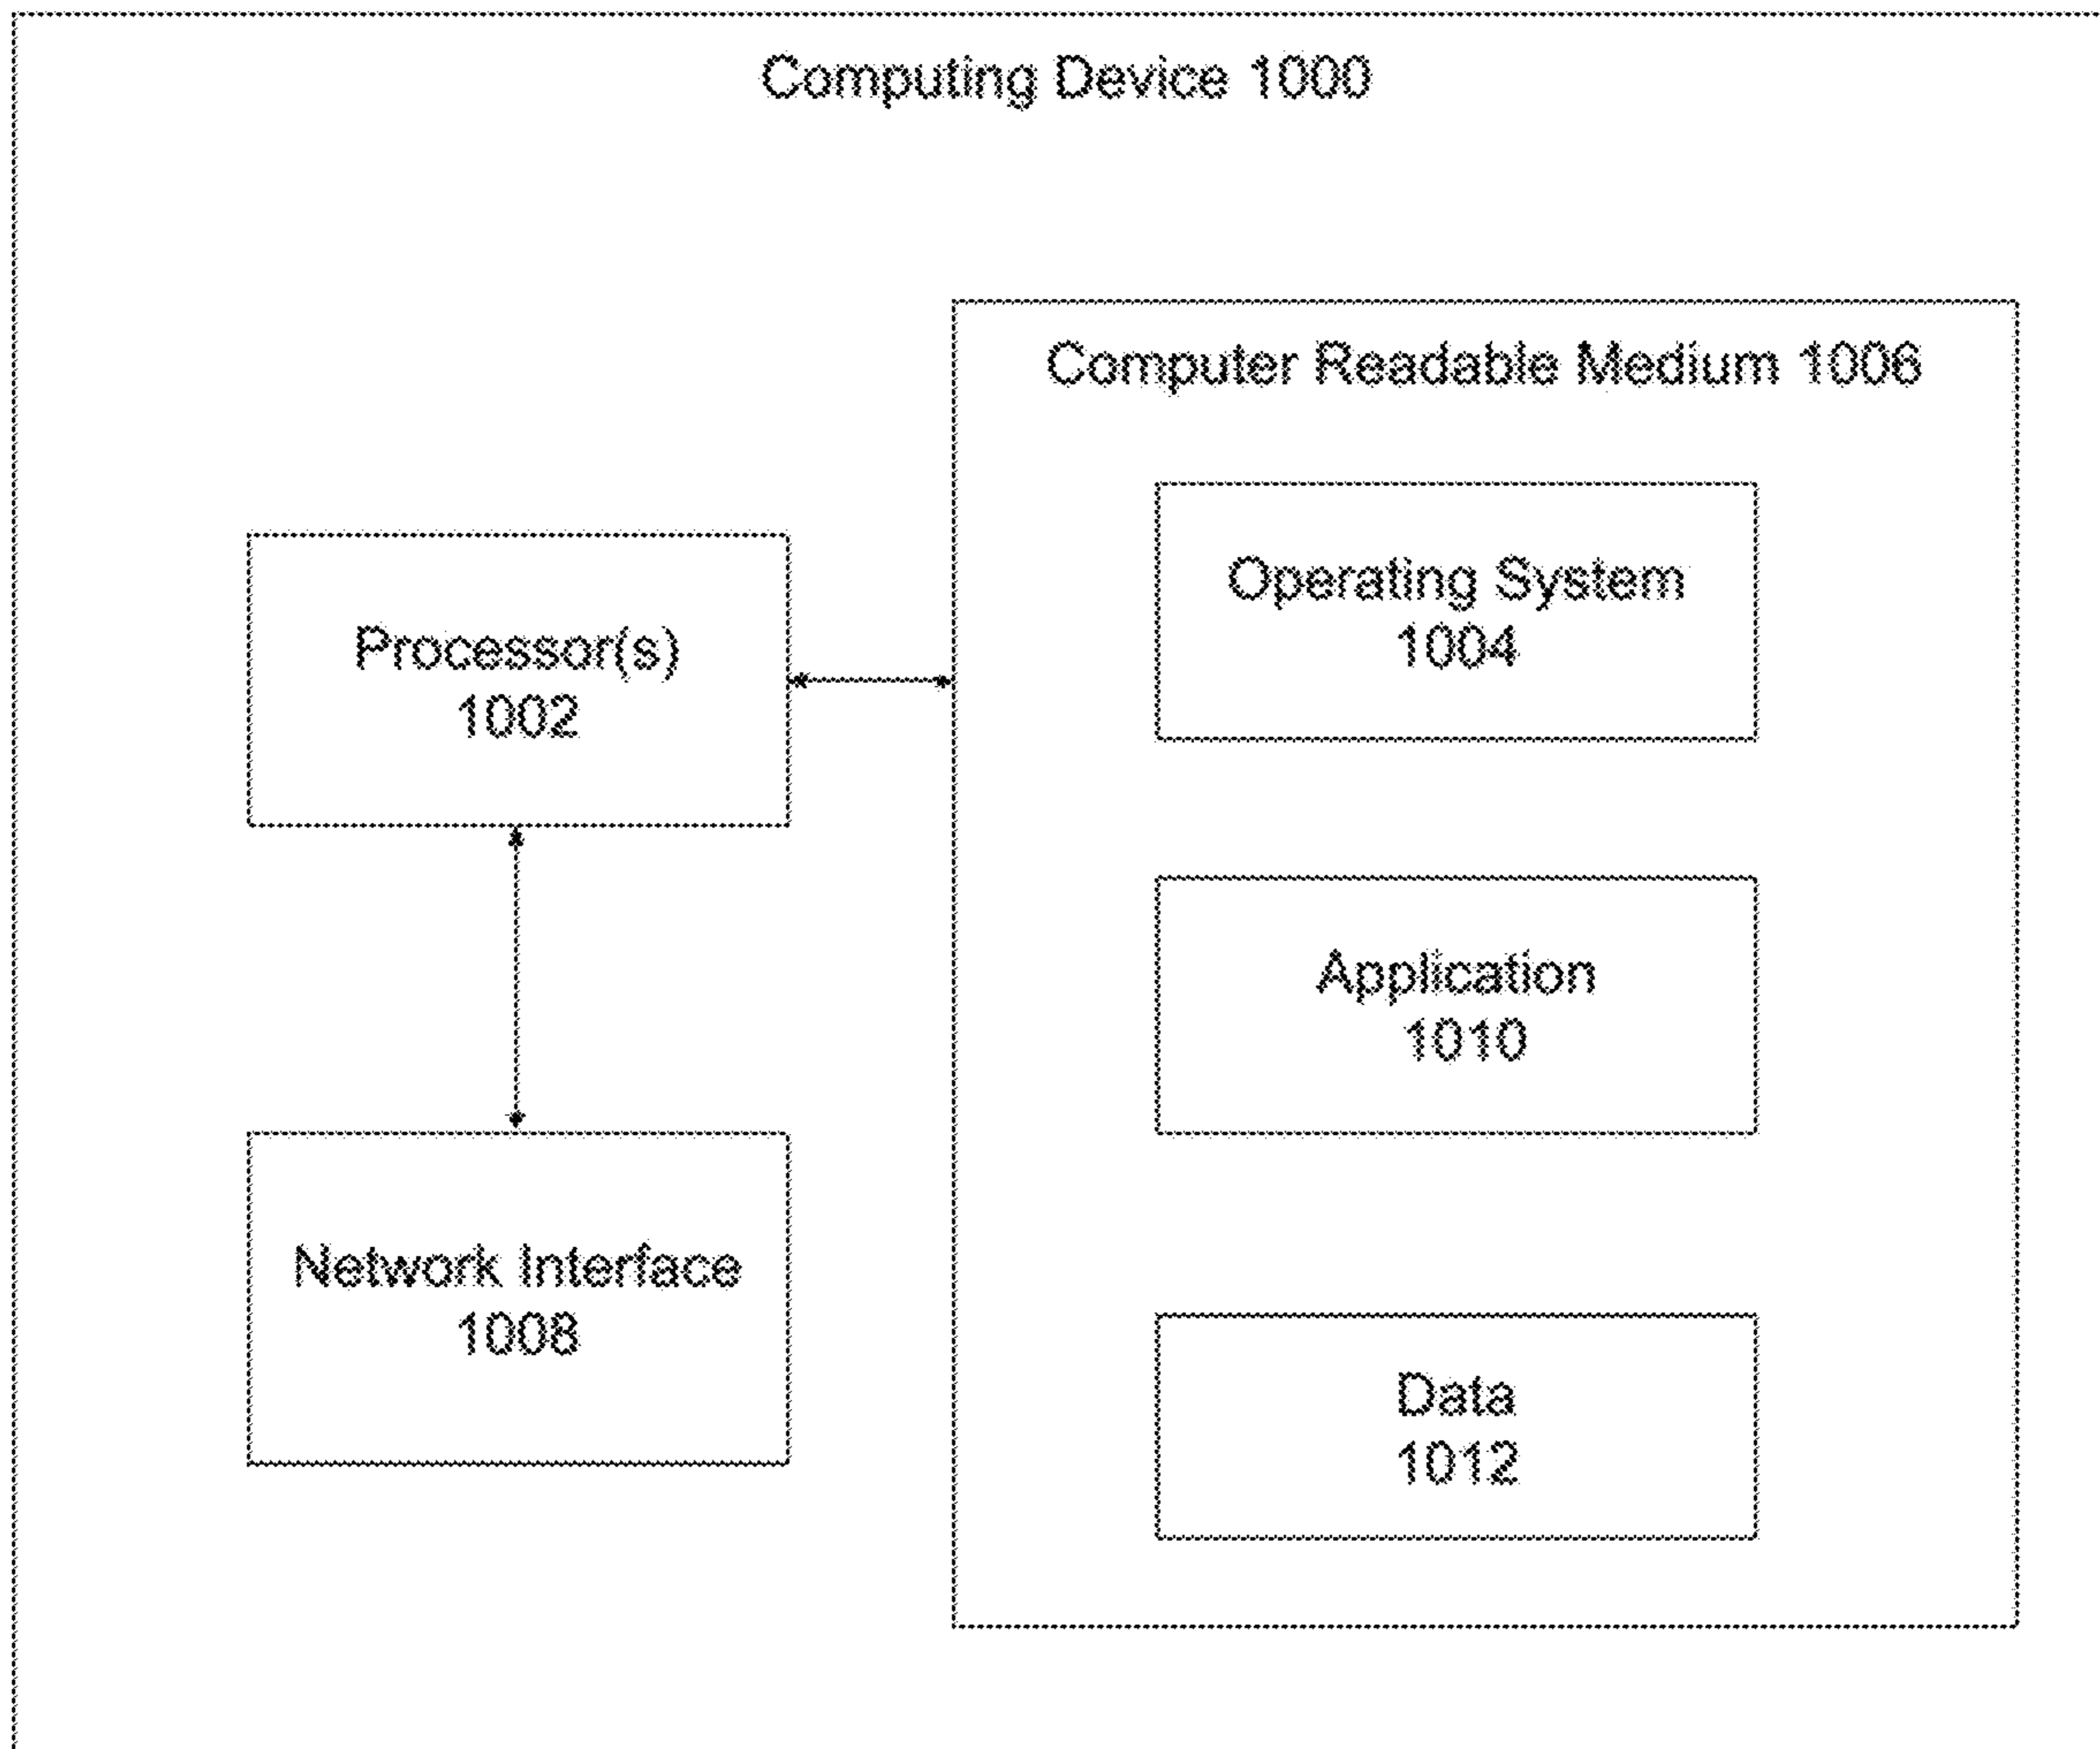 Computing Device 1000
Computer Readable Medium 1006
Operating System
1004
Processor(s)
1002
Application
1010
Network Interface
1008
Data
1012